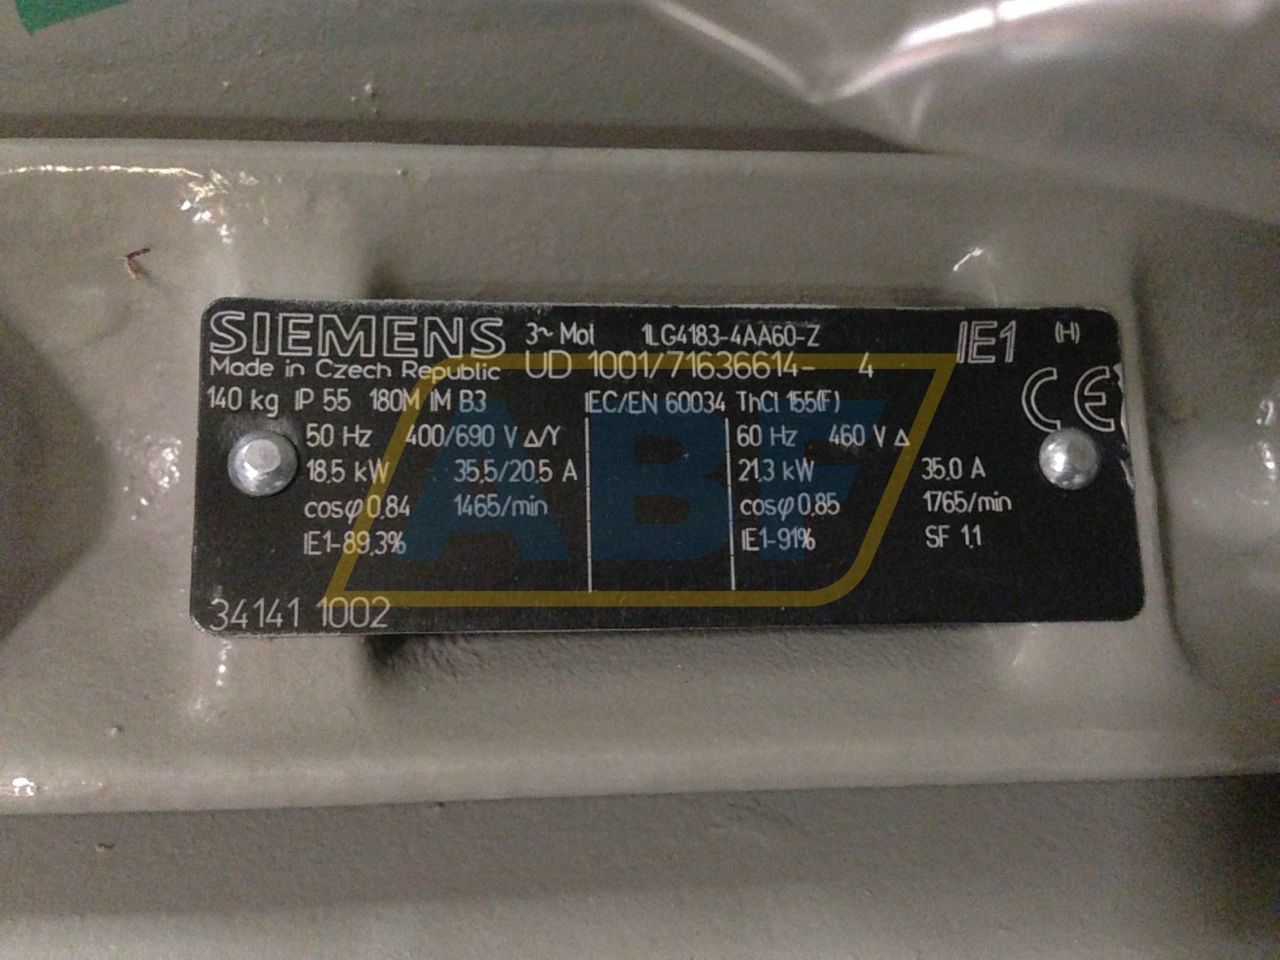 SIEMENS 3~ Mot 1LG4183-4AA60-Z IE1 (H)
Made in Czech Republic UD 1001/71636614- 4
140 kg IP 55 180M IM B3 IEC/EN 60034 ThCl 155(F) CE
50 Hz 400/690 V Δ/Y 60 Hz 460 V Δ
18.5 kW 35.5/20.5 A 21.3 kW 35.0 A
cosφ 0.84 1465/min cosφ 0.85 1765/min
IE1-89.3% IE1-91% SF 1.1
34141 1002
ABF